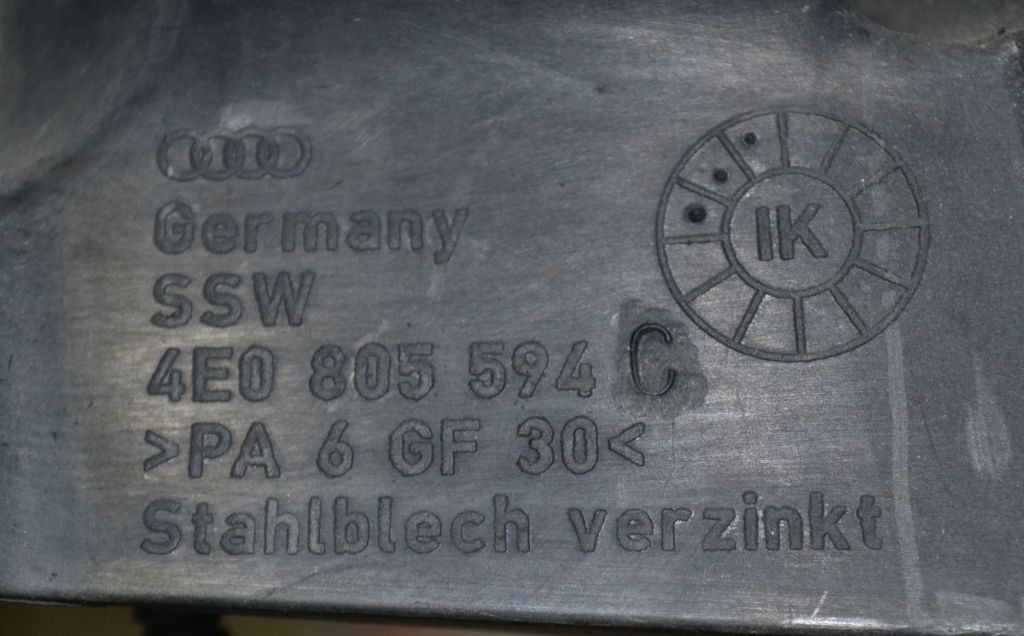 Germany
SSW
4E0 805 594 C
>PA 6 GF 30<
Stahlblech verzinkt
IK